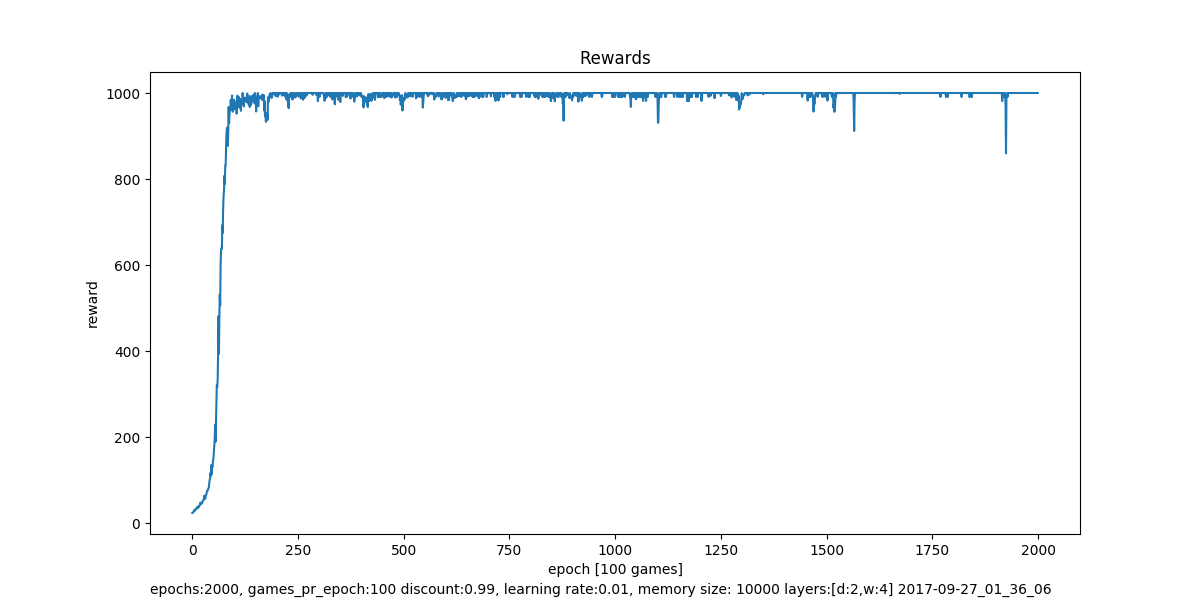 Rewards
1000
800
600
400
200
0
reward
0 250 500 750 1000 1250 1500 1750 2000
epoch [100 games]
epochs:2000, games_pr_epoch:100 discount:0.99, learning rate:0.01, memory size: 10000 layers:[d:2,w:4] 2017-09-27_01_36_06